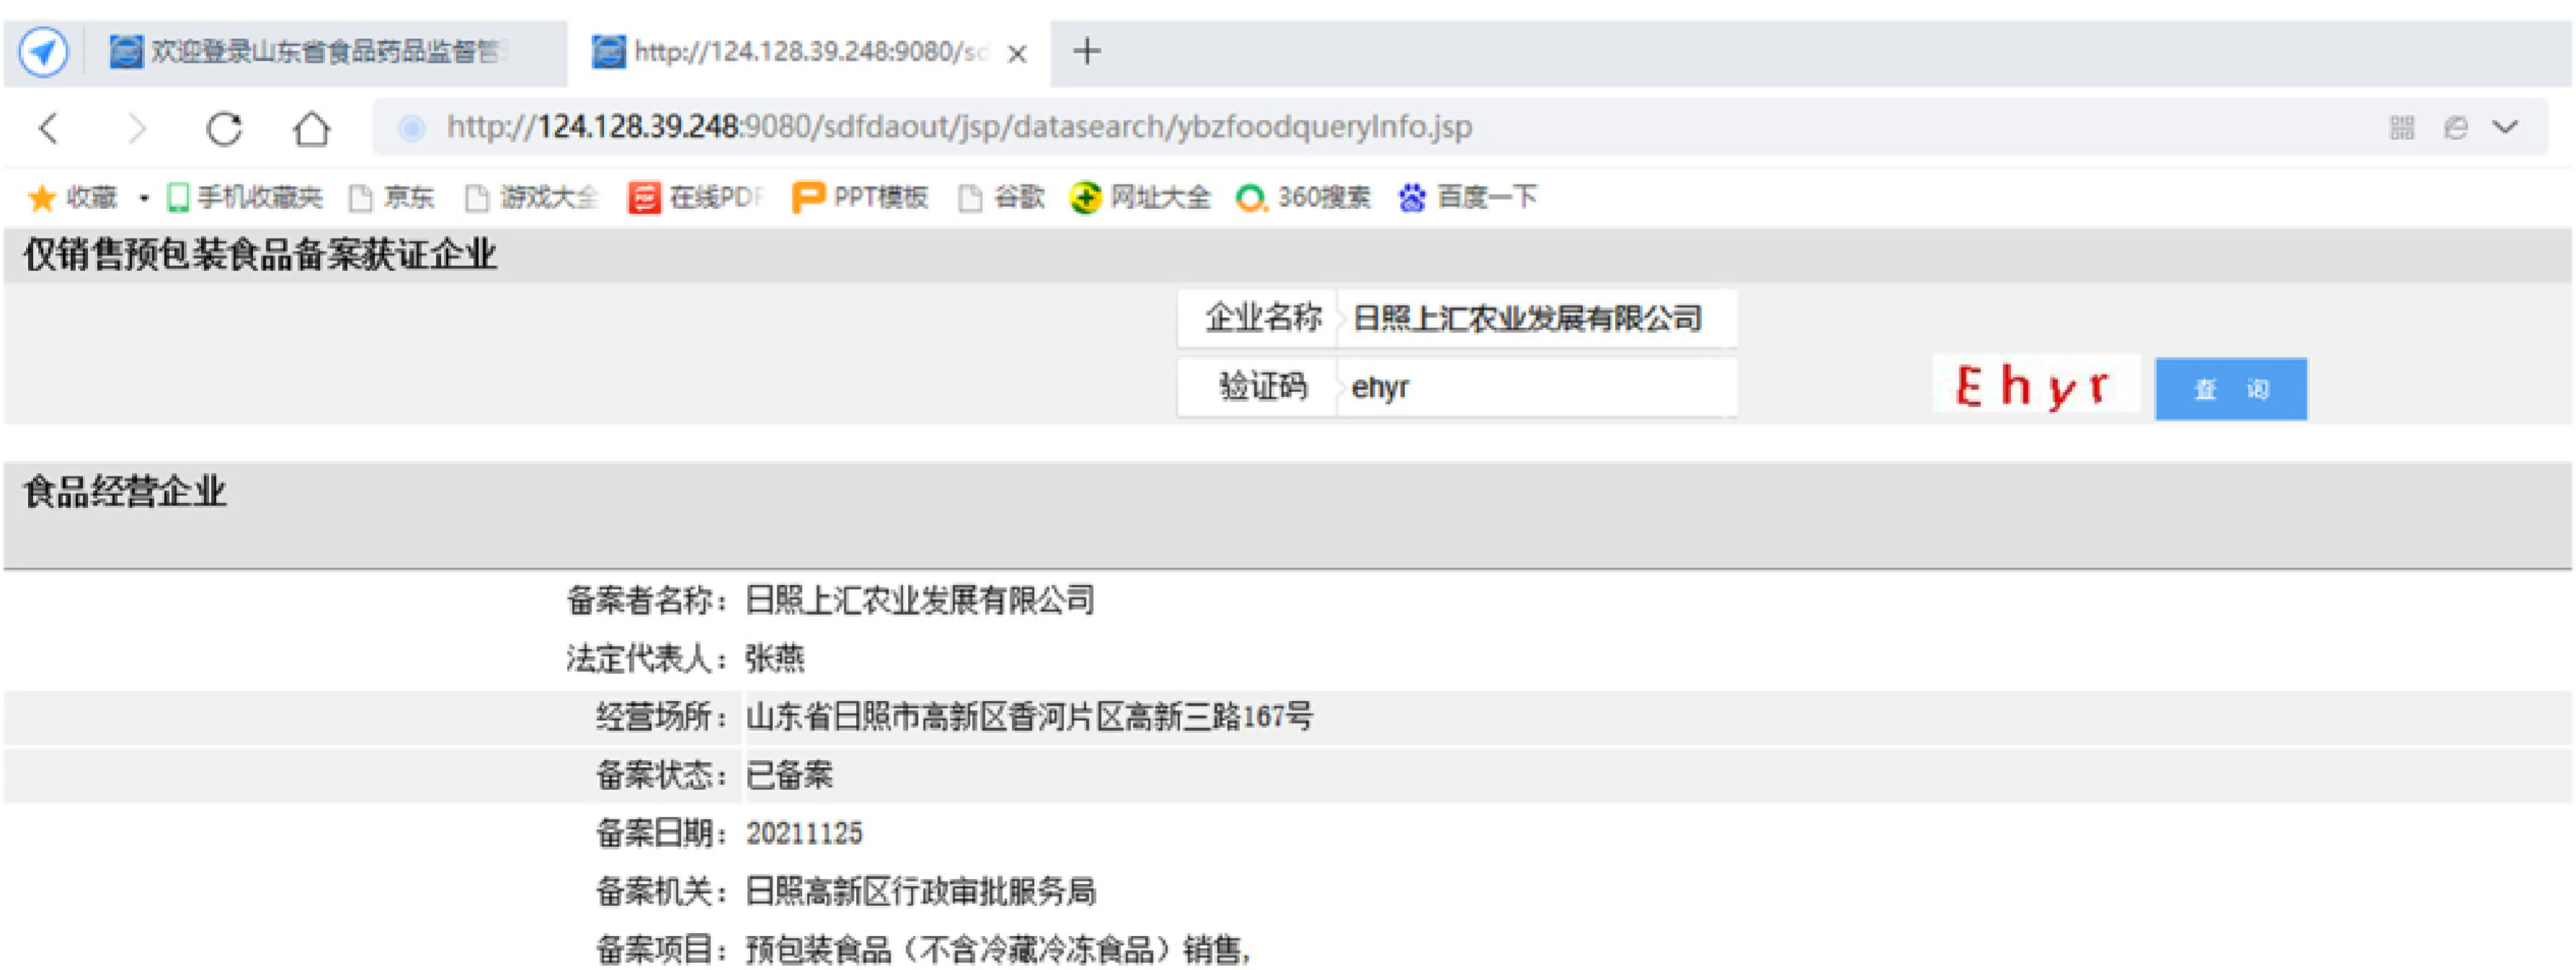 欢迎登录山东省食品药品监督管
http://124.128.39.248:9080/sd
http://124.128.39.248:9080/sdfdaout/jsp/datasearch/ybzfoodqueryInfo.jsp
收藏 手机收藏夹 京东 游戏大全 在线PDF PPT模板 谷歌 网址大全 360搜索 百度一下
仅销售预包装食品备案获证企业
企业名称 日照上汇农业发展有限公司
验证码 ehyr Ehyr 查 询
食品经营企业
备案者名称：日照上汇农业发展有限公司
法定代表人：张燕
经营场所：山东省日照市高新区香河片区高新三路167号
备案状态：已备案
备案日期：20211125
备案机关：日照高新区行政审批服务局
备案项目：预包装食品（不含冷藏冷冻食品）销售,